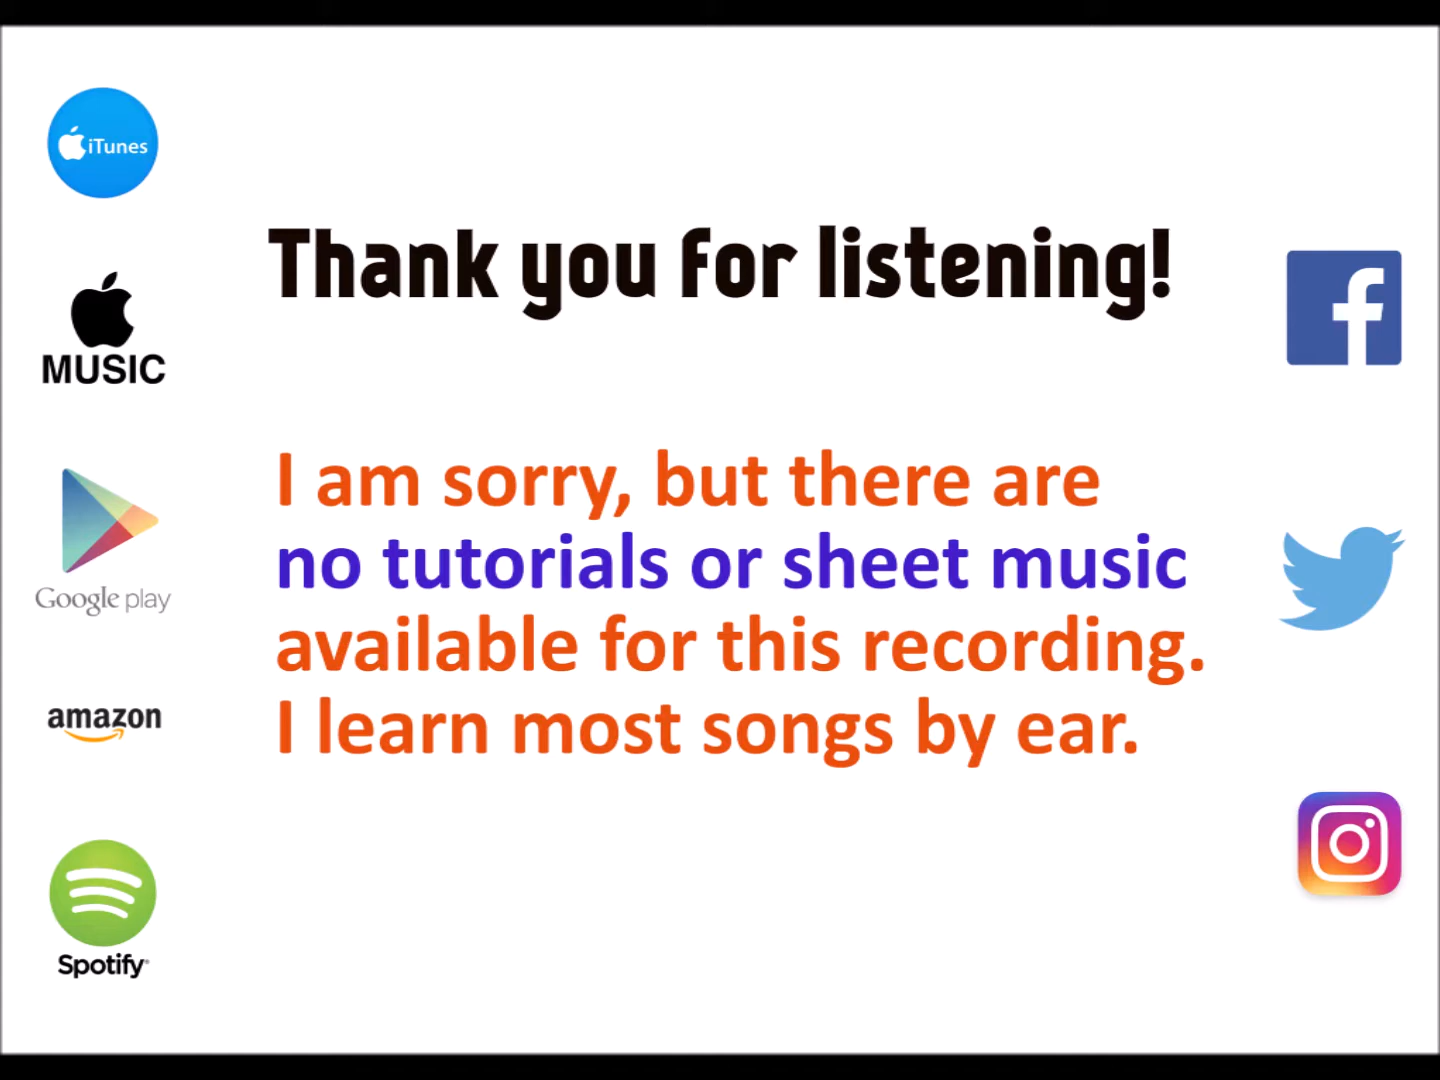 iTunes
MUSIC
Google play
amazon
Spotify
Thank you for listening!
I am sorry, but there are
no tutorials or sheet music
available for this recording.
I learn most songs by ear.
f